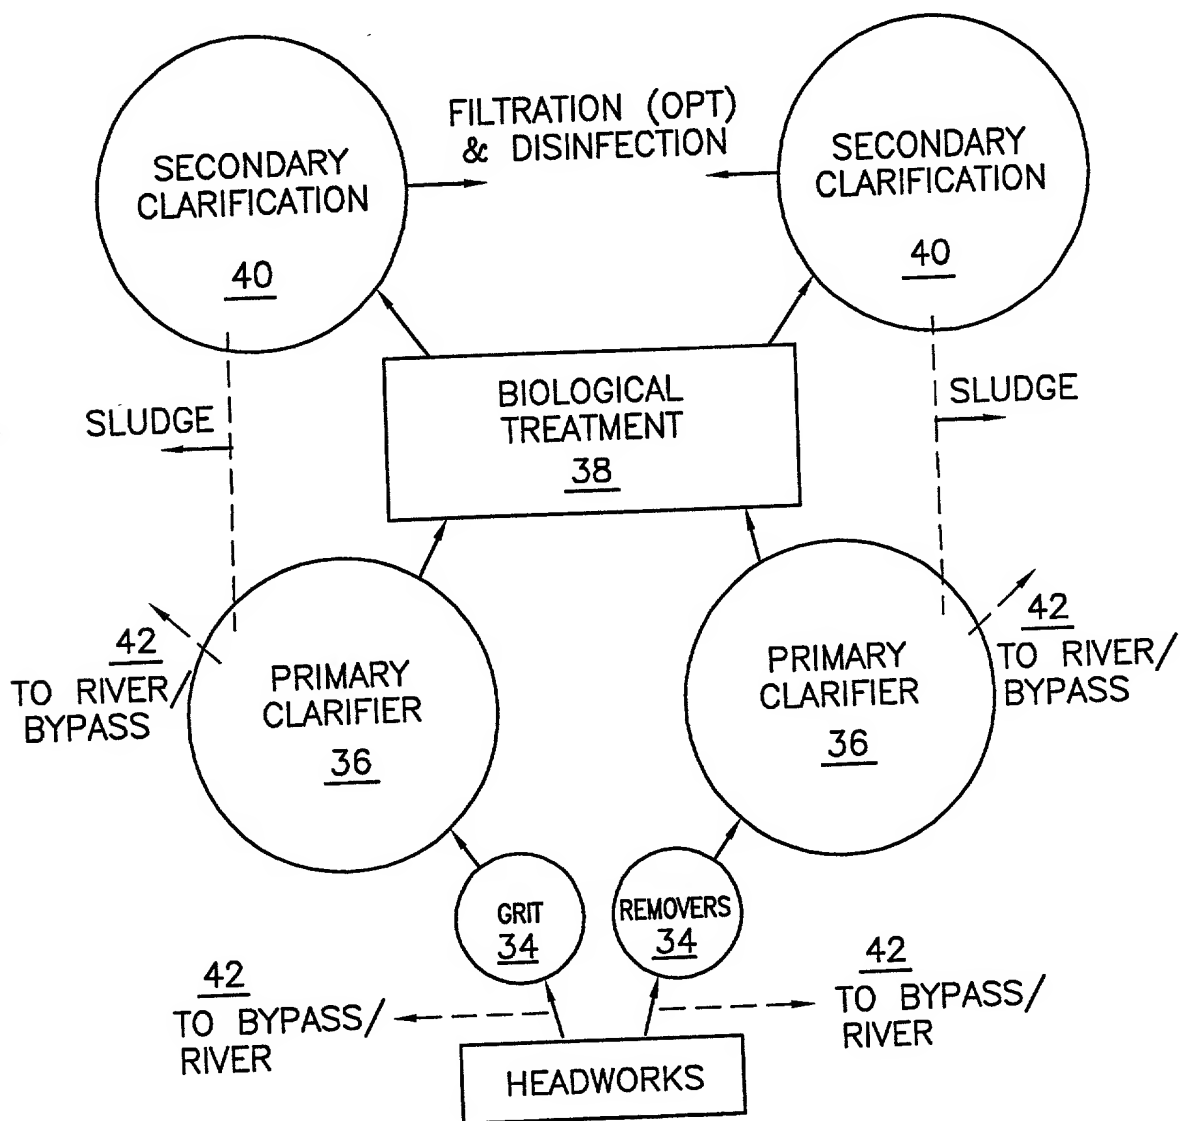 FILTRATION (OPT)
& DISINFECTION
SECONDARY
CLARIFICATION
40
SECONDARY
CLARIFICATION
40
BIOLOGICAL
TREATMENT
38
SLUDGE
SLUDGE
42
TO RIVER/
BYPASS
PRIMARY
CLARIFIER
36
PRIMARY
CLARIFIER
36
42
TO RIVER/
BYPASS
GRIT
34
REMOVERS
34
42
TO BYPASS/
RIVER
42
TO BYPASS/
RIVER
HEADWORKS